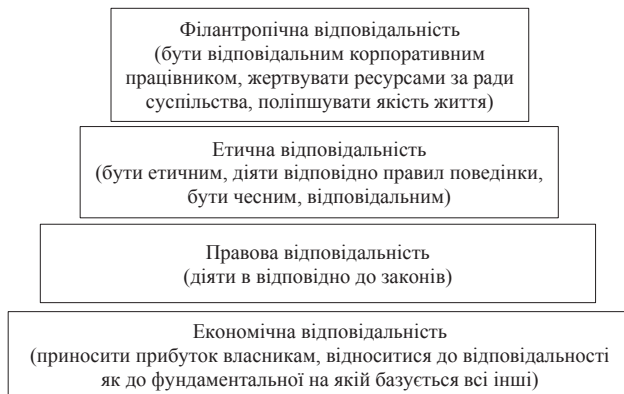 Філантропічна відповідальність
(бути відповідальним корпоративним
працівником, жертвувати ресурсами за ради
суспільства, поліпшувати якість життя)
Етична відповідальність
(бути етичним, діяти відповідно правил поведінки,
бути чесним, відповідальним)
Правова відповідальність
(діяти в відповідно до законів)
Економічна відповідальність
(приносити прибуток власникам, відноситися до відповідальності
як до фундаментальної на якій базується всі інші)